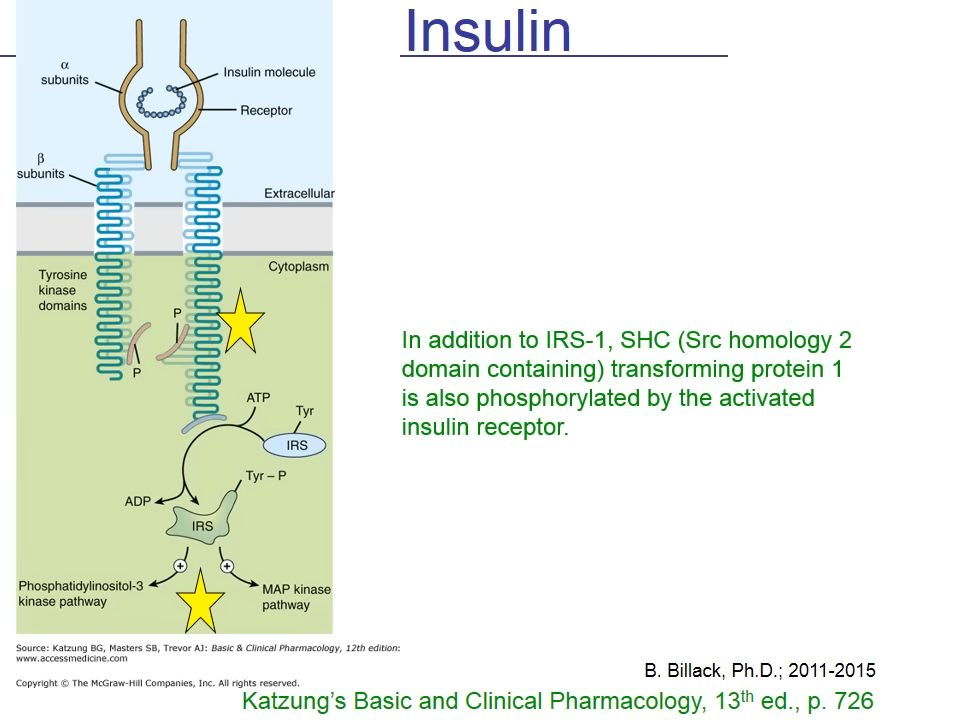 Insulin
α
subunits
Insulin molecule
Receptor
β
subunits
Extracellular
Cytoplasm
Tyrosine
kinase
domains
P
P
ATP
Tyr
IRS
Tyr – P
ADP
IRS
+
+
Phosphatidylinositol-3
kinase pathway
MAP kinase
pathway
In addition to IRS-1, SHC (Src homology 2
domain containing) transforming protein 1
is also phosphorylated by the activated
insulin receptor.
Source: Katzung BG, Masters SB, Trevor AJ: Basic & Clinical Pharmacology, 12th edition:
www.accessmedicine.com
Copyright © The McGraw-Hill Companies, Inc. All rights reserved.
B. Billack, Ph.D.; 2011-2015
Katzung’s Basic and Clinical Pharmacology, 13th ed., p. 726